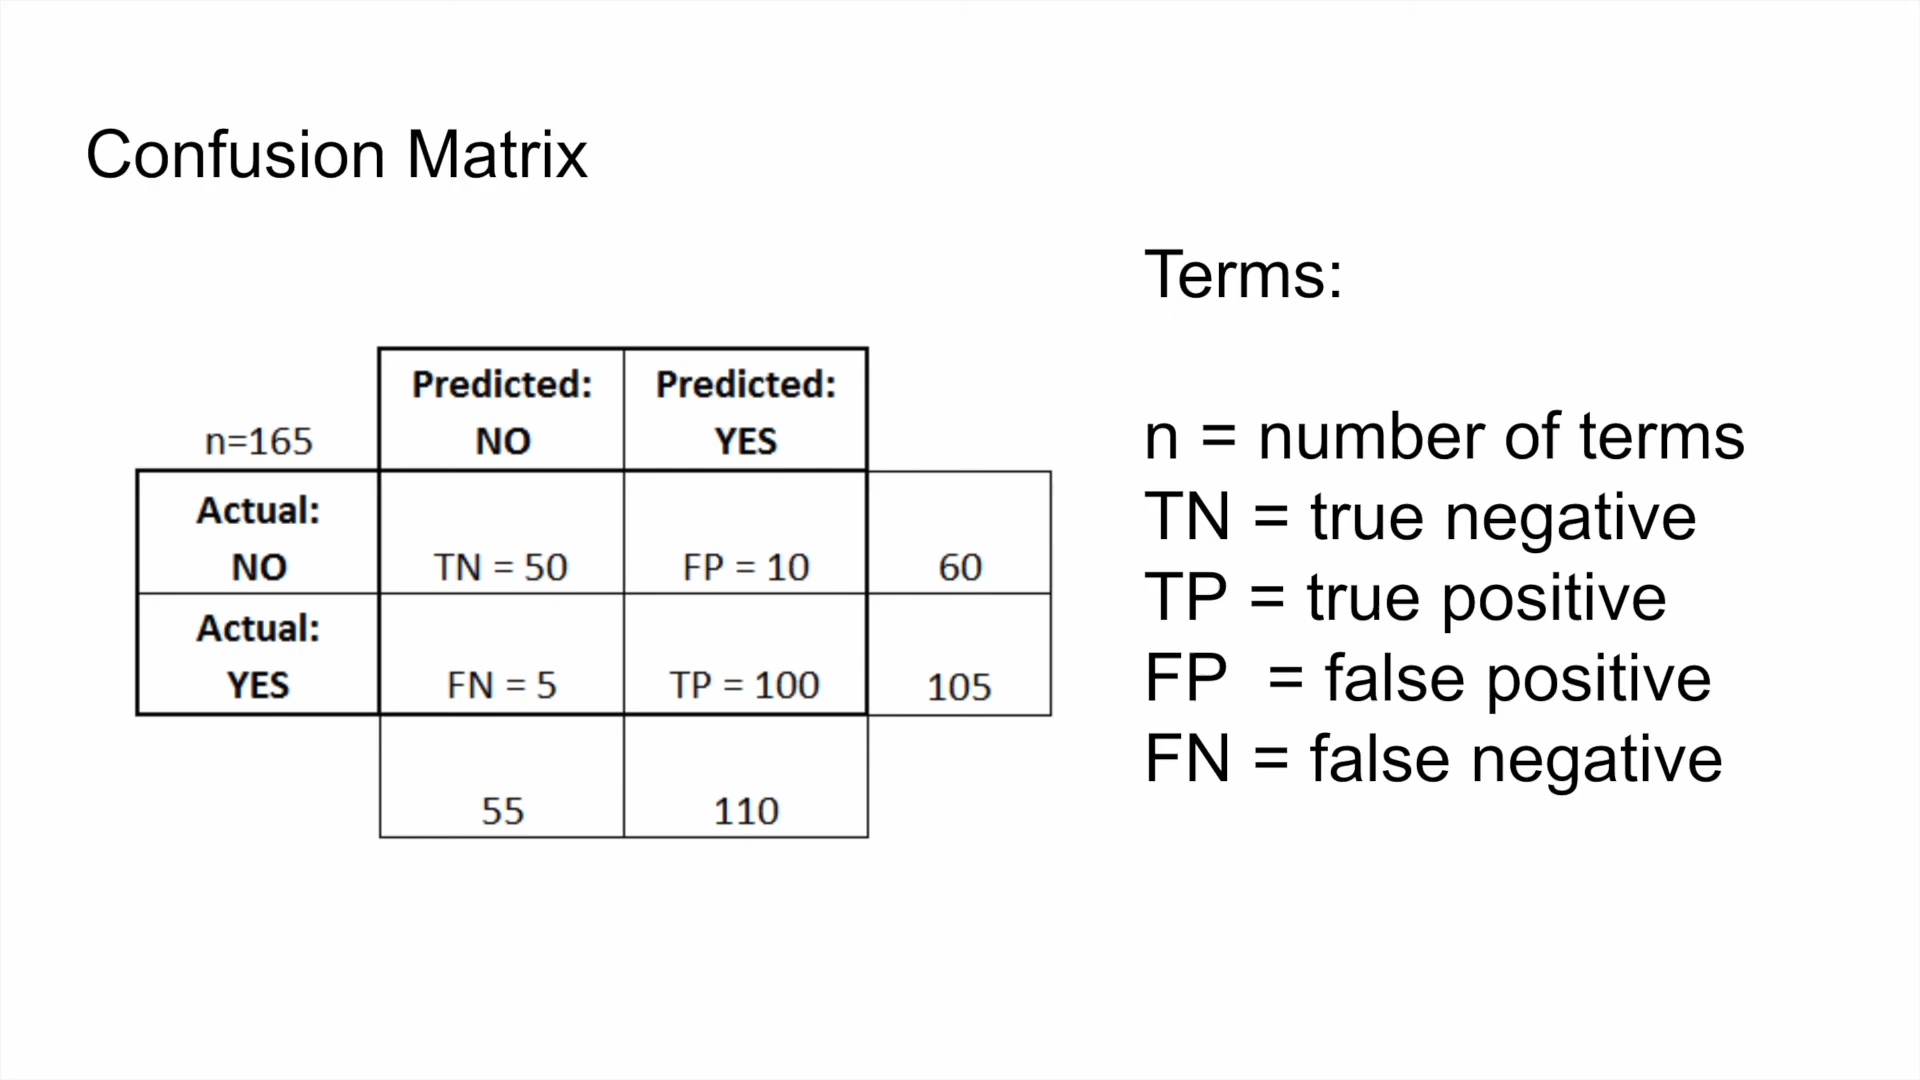 Confusion Matrix
n=165
Predicted:
NO
Predicted:
YES
Actual:
NO
TN = 50
FP = 10
60
Actual:
YES
FN = 5
TP = 100
105
55
110
Terms:
n = number of terms
TN = true negative
TP = true positive
FP  = false positive
FN = false negative